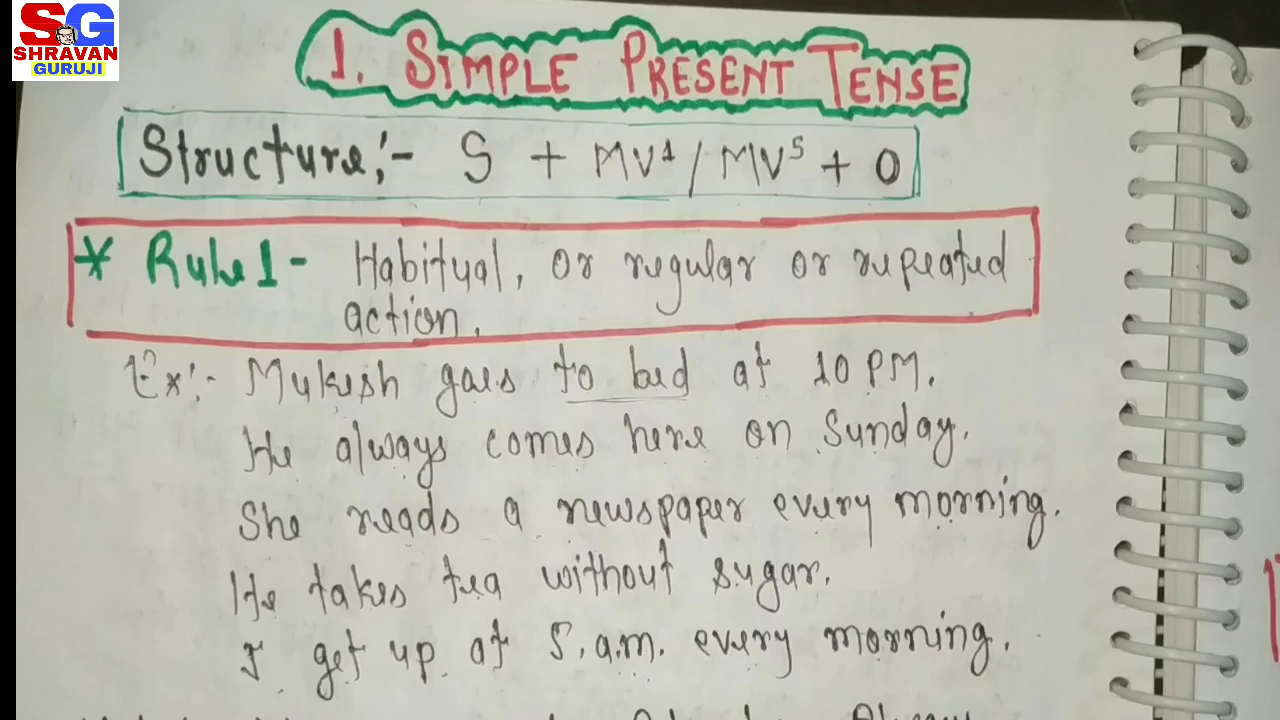 SG
SHRAVAN
GURUJI
1. SIMPLE PRESENT TENSE
Structure:- S + MV¹ / MV⁵ + O
* Rule 1- Habitual, or regular or repeated
action.
Ex:- Mukesh goes to bed at 10 PM.
He always comes here on Sunday.
She reads a newspaper every morning.
He takes tea without sugar.
I get up at 5. a.m. every morning.